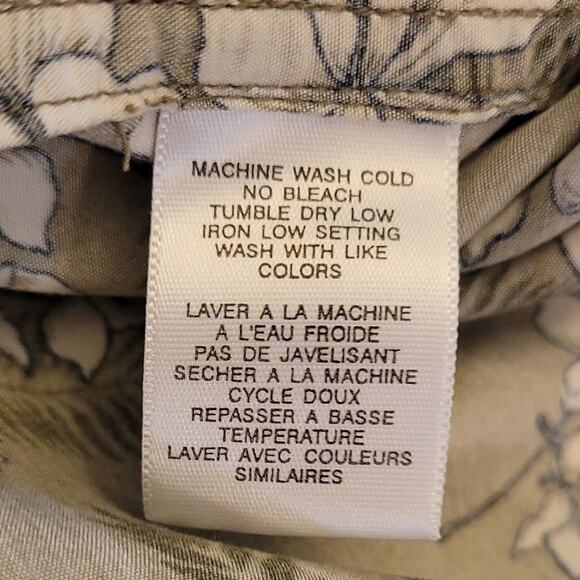 MACHINE WASH COLD
NO BLEACH
TUMBLE DRY LOW
IRON LOW SETTING
WASH WITH LIKE
COLORS
LAVER A LA MACHINE
A L'EAU FROIDE
PAS DE JAVELISANT
SECHER A LA MACHINE
CYCLE DOUX
REPASSER A BASSE
TEMPERATURE
LAVER AVEC COULEURS
SIMILAIRES